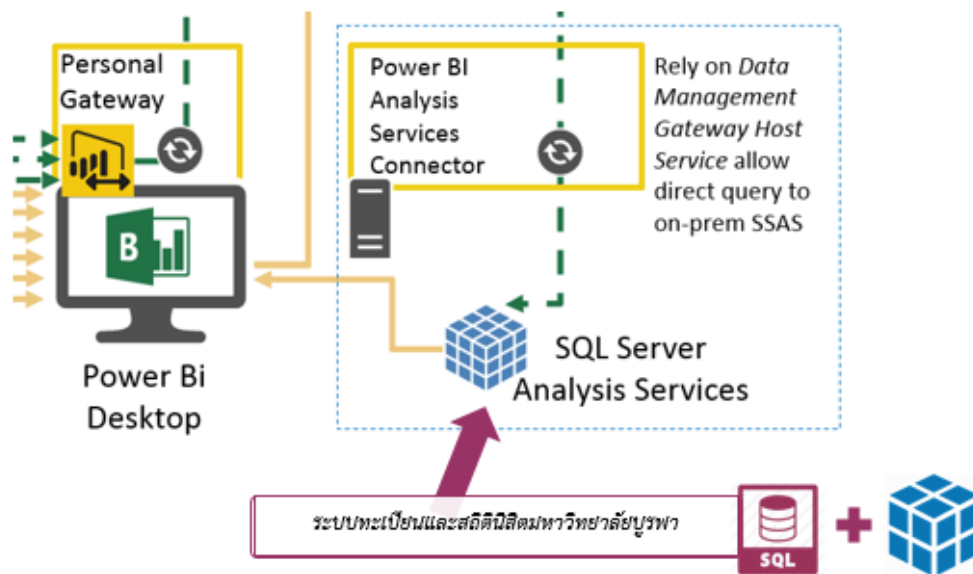 Personal
Gateway
Power BI
Analysis
Services
Connector
Rely on Data
Management
Gateway Host
Service allow
direct query to
on-prem SSAS
B
Power Bi
Desktop
SQL Server
Analysis Services
ระบบทะเบียนและสถิตินิสิตมหาวิทยาลัยบูรพา
SQL